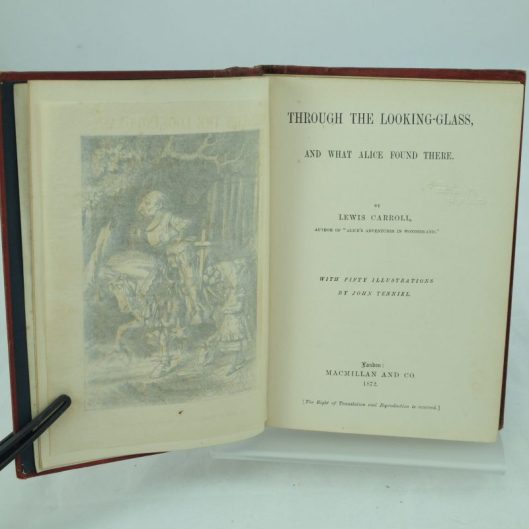 THROUGH THE LOOKING-GLASS,
AND WHAT ALICE FOUND THERE.
BY
LEWIS CARROLL,
AUTHOR OF "ALICE'S ADVENTURES IN WONDERLAND."
WITH FIFTY ILLUSTRATIONS
BY JOHN TENNIEL.
London:
MACMILLAN AND CO
1872.
[The Right of Translation and Reproduction is reserved.]